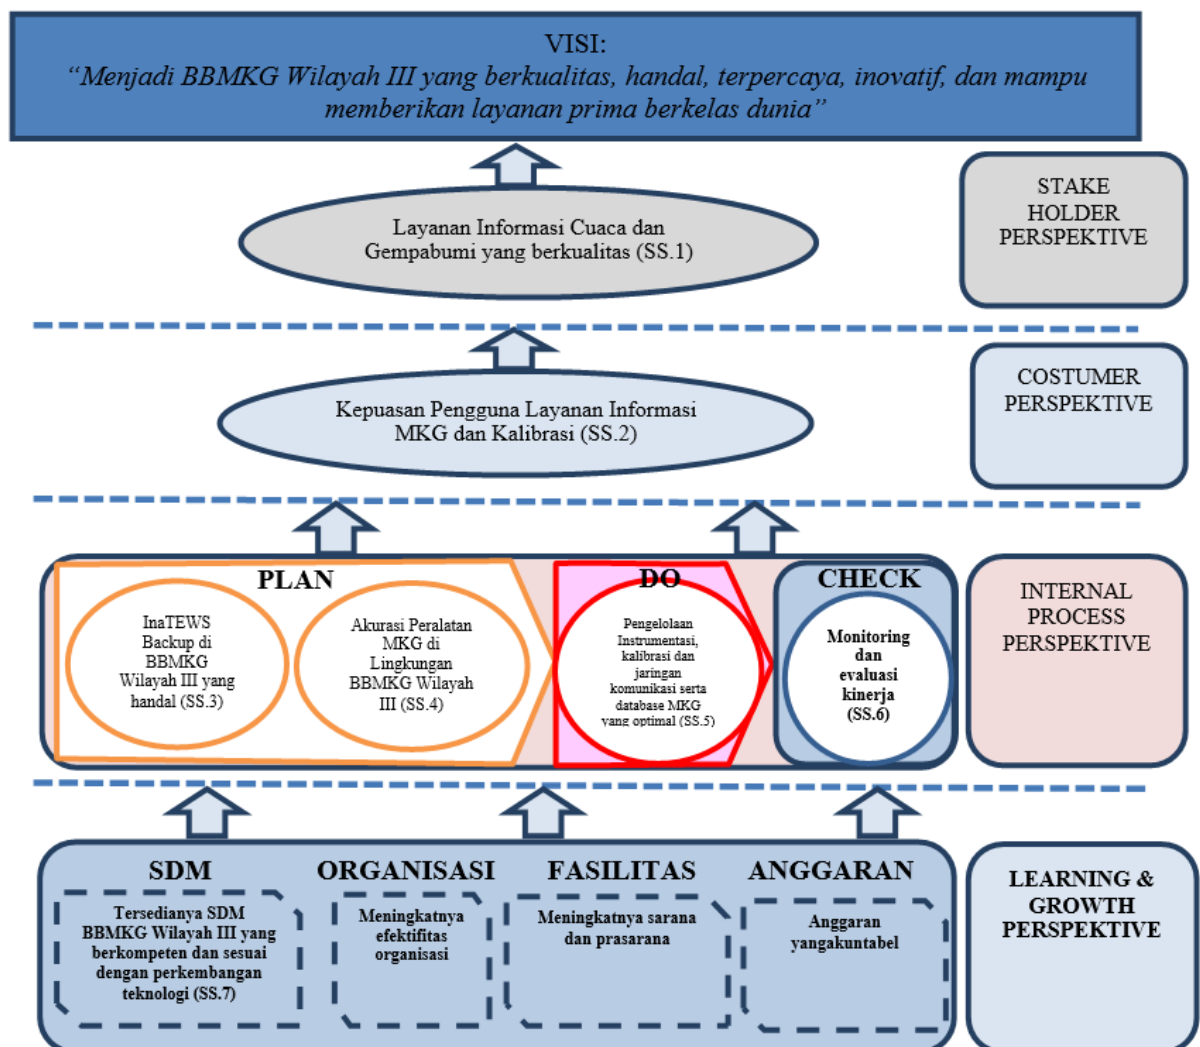 VISI:
“Menjadi BBMKG Wilayah III yang berkualitas, handal, terpercaya, inovatif, dan mampu
memberikan layanan prima berkelas dunia”
Layanan Informasi Cuaca dan
Gempabumi yang berkualitas (SS.1)
STAKE
HOLDER
PERSPEKTIVE
Kepuasan Pengguna Layanan Informasi
MKG dan Kalibrasi (SS.2)
COSTUMER
PERSPEKTIVE
PLAN
InaTEWS
Backup di
BBMKG
Wilayah III yang
handal (SS.3)
Akurasi Peralatan
MKG di
Lingkungan
BBMKG Wilayah
III (SS.4)
DO
Pengelolaan
Instrumentasi,
kalibrasi dan
jaringan
komunikasi serta
database MKG
yang optimal (SS.5)
CHECK
Monitoring
dan
evaluasi
kinerja
(SS.6)
INTERNAL
PROCESS
PERSPEKTIVE
SDM
Tersedianya SDM
BBMKG Wilayah III yang
berkompeten dan sesuai
dengan perkembangan
teknologi (SS.7)
ORGANISASI
Meningkatnya
efektifitas
organisasi
FASILITAS
Meningkatnya sarana
dan prasarana
ANGGARAN
Anggaran
yangakuntabel
LEARNING &
GROWTH
PERSPEKTIVE